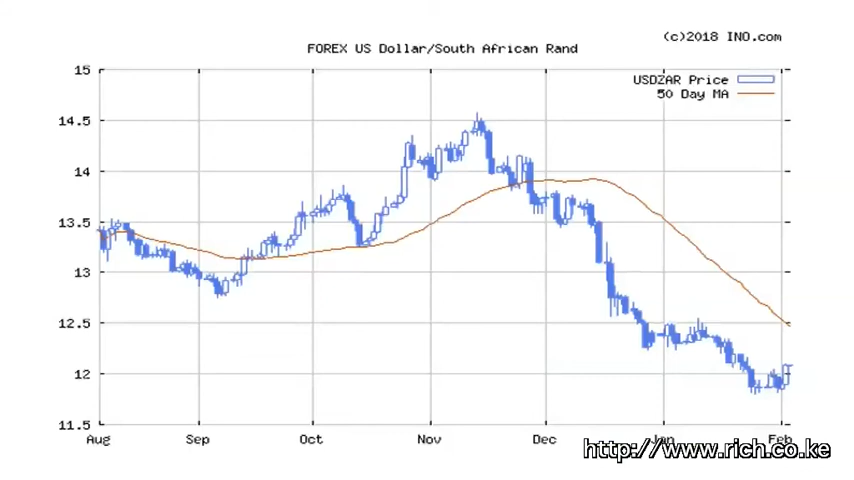 (c)2018 INO.com
FOREX US Dollar/South African Rand
15
USDZAR Price
50 Day MA
14.5
14
13.5
13
12.5
12
11.5
Aug Sep Oct Nov Dec Jan Feb
http://www.rich.co.ke